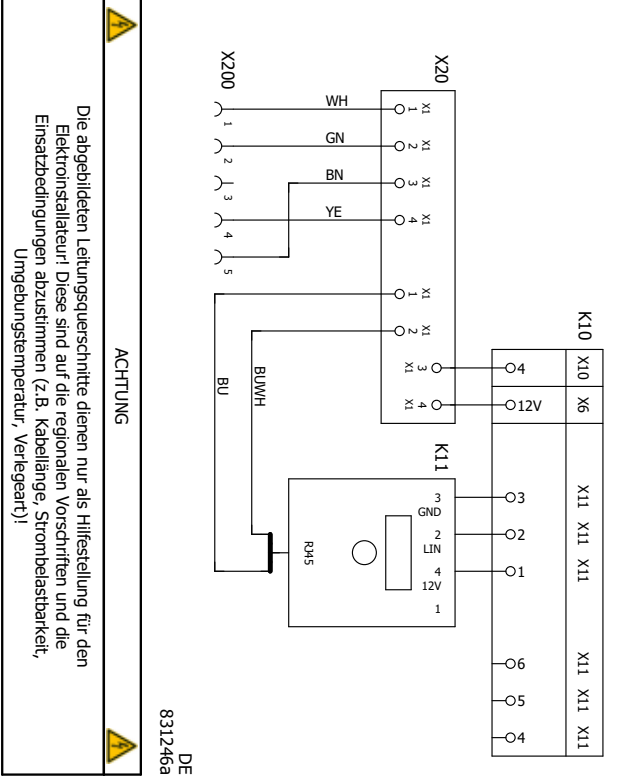 K10
X10
X6
X11
X11
X11
X11
X11
X11
4
12V
3
2
1
6
5
4
X20
X1 1
X1 2
X1 3
X1 4
X1 1
X1 2
X1 3
X1 4
K11
3
GND
2
LIN
4
12V
1
RJ45
WH
GN
BN
YE
BUWH
BU
X200
1
2
3
4
5
DE
831246a
ACHTUNG
Die abgebildeten Leitungsquerschnitte dienen nur als Hilfestellung für den
Elektroinstallateur! Diese sind auf die regionalen Vorschriften und die
Einsatzbedingungen abzustimmen (z.B. Kabellänge, Strombelastbarkeit,
Umgebungstemperatur, Verlegeart)!